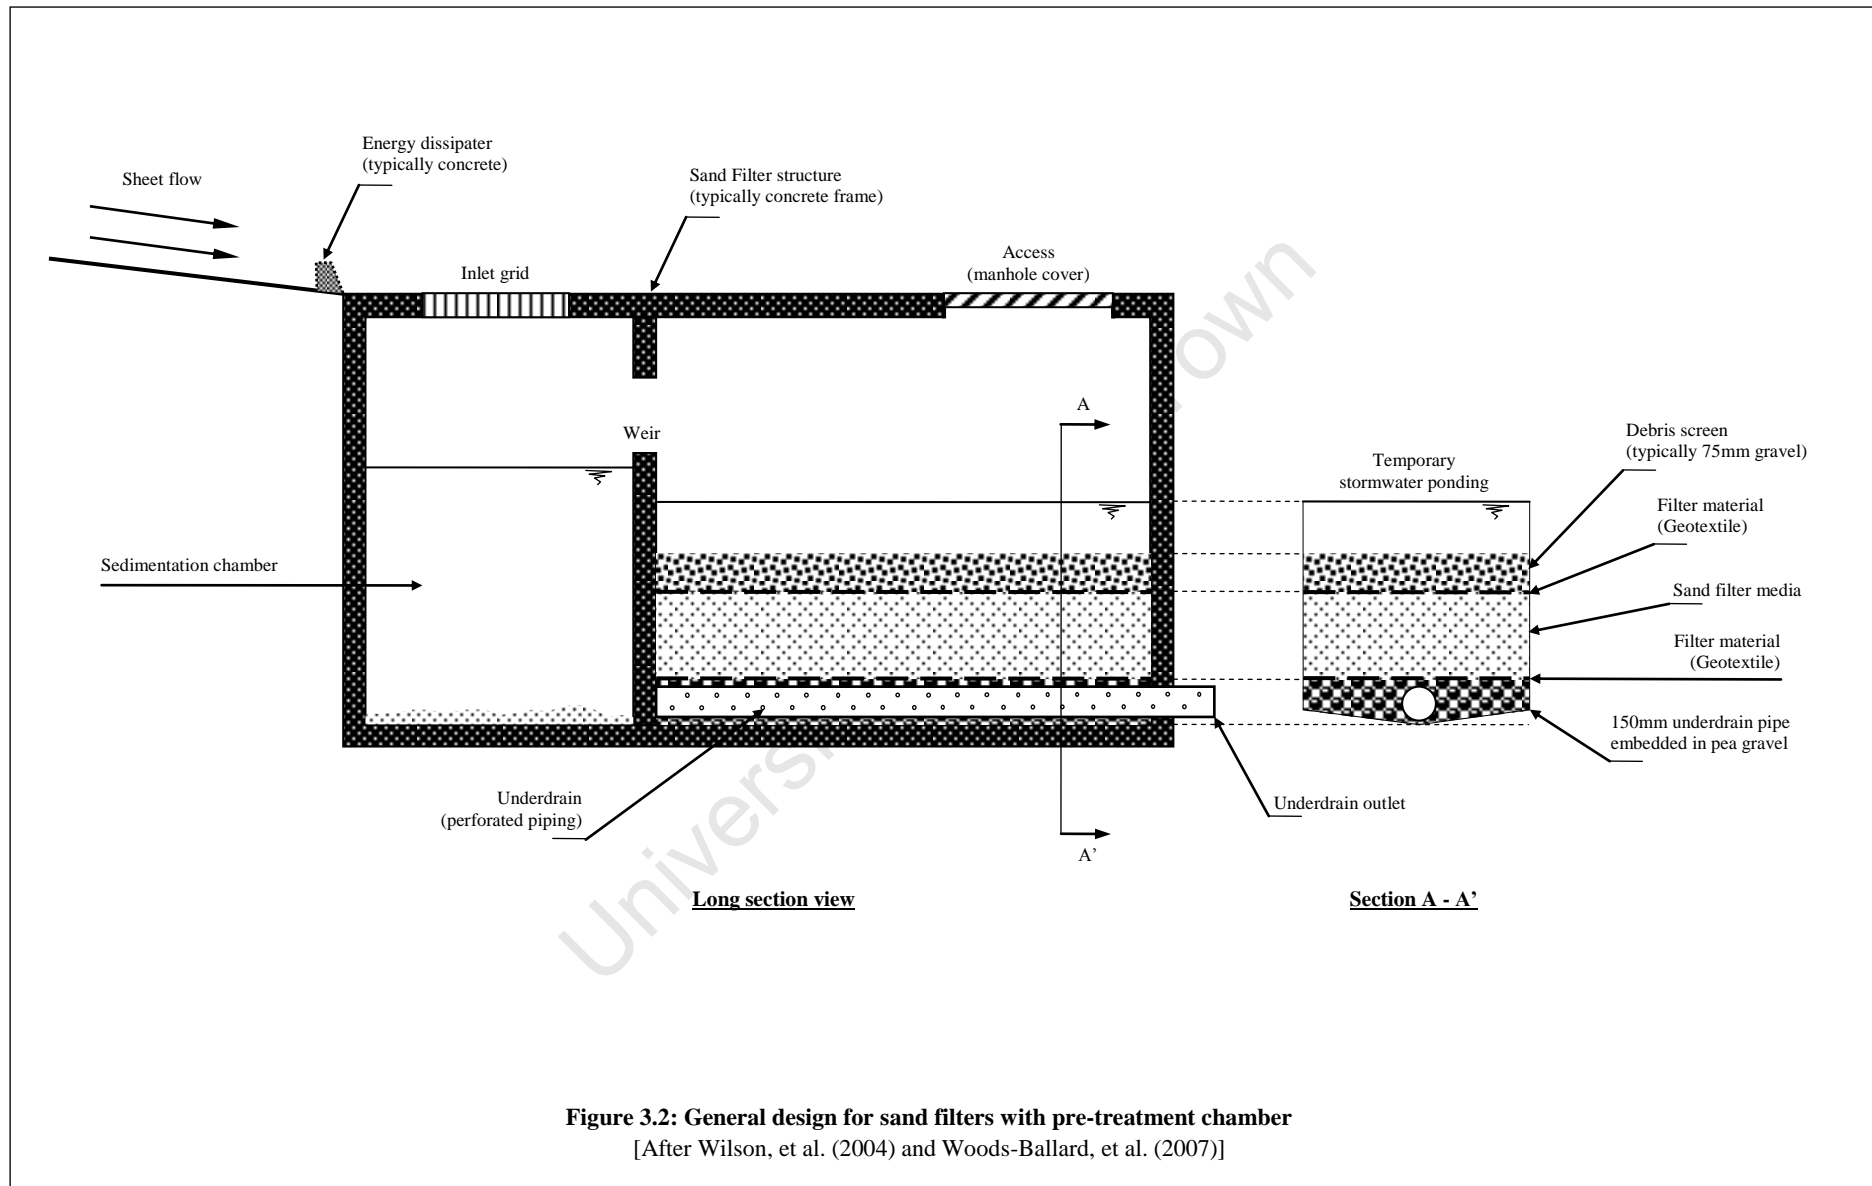 Energy dissipater
(typically concrete)
Sheet flow
Sand Filter structure
(typically concrete frame)
Access
(manhole cover)
Inlet grid
A
Weir
Debris screen
(typically 75mm gravel)
Temporary
stormwater ponding
Filter material
(Geotextile)
Sedimentation chamber
Sand filter media
Filter material
(Geotextile)
150mm underdrain pipe
embedded in pea gravel
Underdrain
(perforated piping)
Underdrain outlet
A’
Long section view
Section A - A’
Figure 3.2: General design for sand filters with pre-treatment chamber
[After Wilson, et al. (2004) and Woods-Ballard, et al. (2007)]